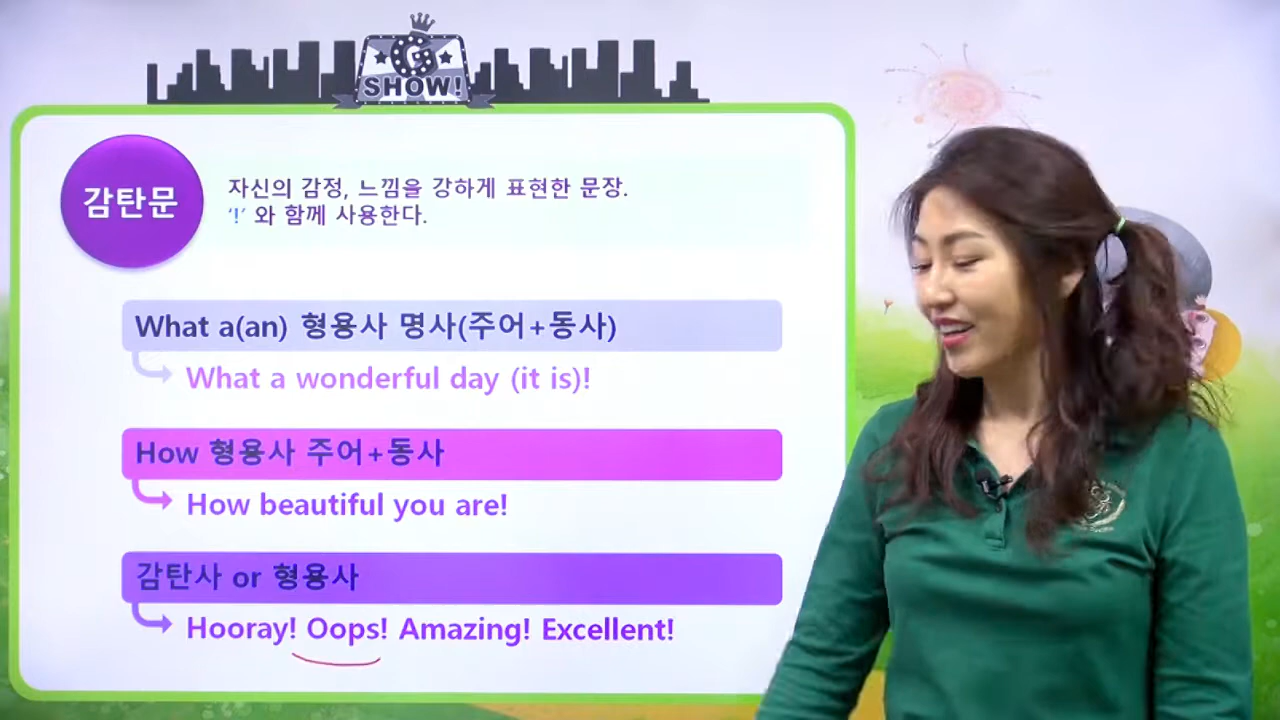 G
SHOW!
감탄문
자신의 감정, 느낌을 강하게 표현한 문장.
‘!’ 와 함께 사용한다.
What a(an) 형용사 명사(주어+동사)
What a wonderful day (it is)!
How 형용사 주어+동사
How beautiful you are!
감탄사 or 형용사
Hooray! Oops! Amazing! Excellent!